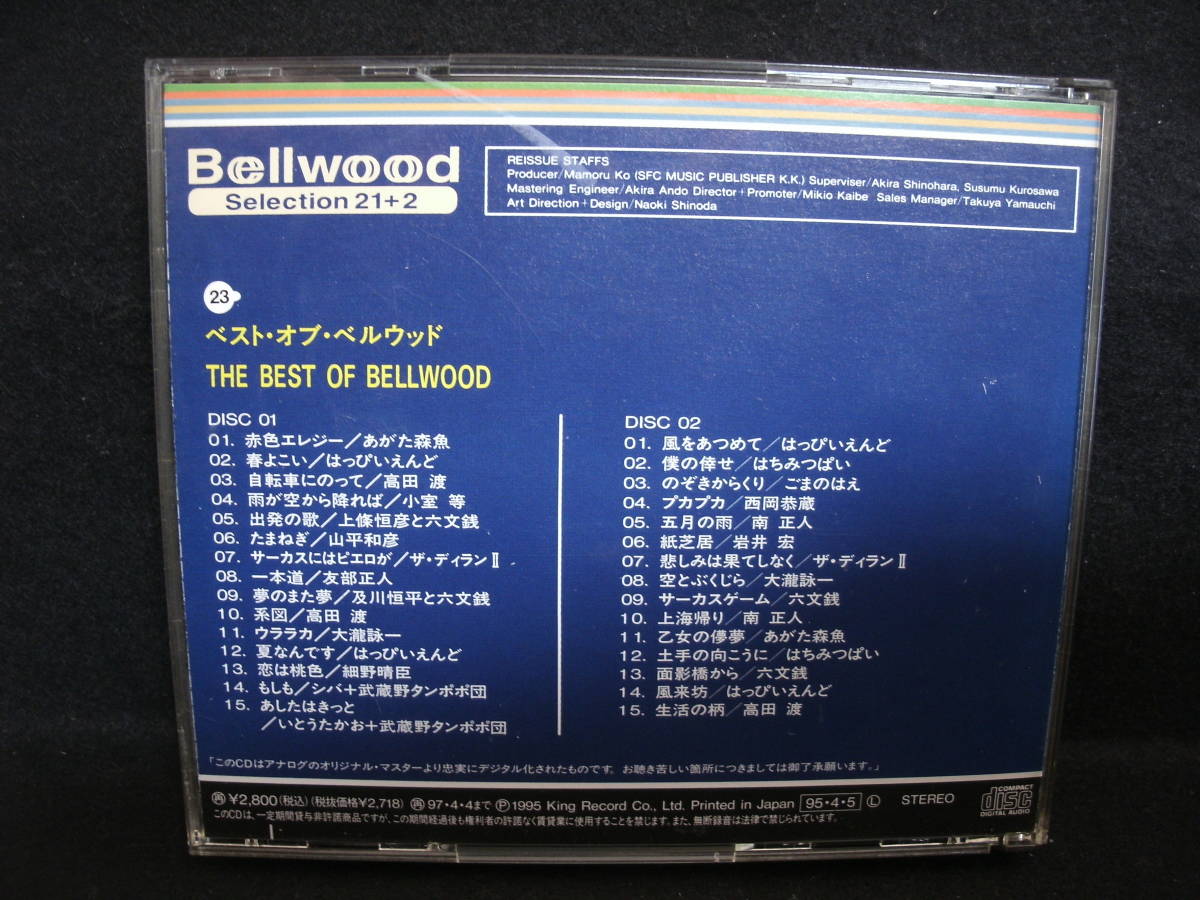 Bellwood
Selection 21+2
REISSUE STAFFS
Producer/Mamoru Ko (SFC MUSIC PUBLISHER K.K.) Superviser/Akira Shinohara, Susumu Kurosawa
Mastering Engineer/Akira Ando Director+Promoter/Mikio Kaibe Sales Manager/Takuya Yamauchi
Art Direction+Design/Naoki Shinoda
23
ベスト・オブ・ベルウッド
THE BEST OF BELLWOOD
DISC 01
01. 赤色エレジー/あがた森魚
02. 春よこい/はっぴいえんど
03. 自転車にのって/高田 渡
04. 雨が空から降れば/小室 等
05. 出発の歌/上條恒彦と六文銭
06. たまねぎ/山平和彦
07. サーカスにはピエロが/ザ・ディランⅡ
08. 一本道/友部正人
09. 夢のまた夢/及川恒平と六文銭
10. 系図/高田 渡
11. ウララカ/大瀧詠一
12. 夏なんです/はっぴいえんど
13. 恋は桃色/細野晴臣
14. もしも/シバ+武蔵野タンポポ団
15. あしたはきっと
/いとうたかお+武蔵野タンポポ団
DISC 02
01. 風をあつめて/はっぴいえんど
02. 僕の倖せ/はちみつぱい
03. のぞきからくり/ごまのはえ
04. プカプカ/西岡恭蔵
05. 五月の雨/南 正人
06. 紙芝居/岩井 宏
07. 悲しみは果てしなく/ザ・ディランⅡ
08. 空とぶくじら/大瀧詠一
09. サーカスゲーム/六文銭
10. 上海帰り/南 正人
11. 乙女の儚夢/あがた森魚
12. 土手の向こうに/はちみつぱい
13. 面影橋から/六文銭
14. 風来坊/はっぴいえんど
15. 生活の柄/高田 渡
「このCDはアナログのオリジナル・マスターより忠実にデジタル化されたものです。お聴き苦しい箇所につきましては御了承願います。」
再 ¥2,800(税込)(税抜価格¥2,718) 再 97・4・4まで Ⓟ1995 King Record Co., Ltd. Printed in Japan 95・4・5 Ⓛ STEREO
COMPACT disc DIGITAL AUDIO
このCDは、一定期間貸与非許諾商品ですが、この期間経過後も権利者の許諾なく賃貸業に使用することを禁じます。また、無断録音は法律で禁じられています。